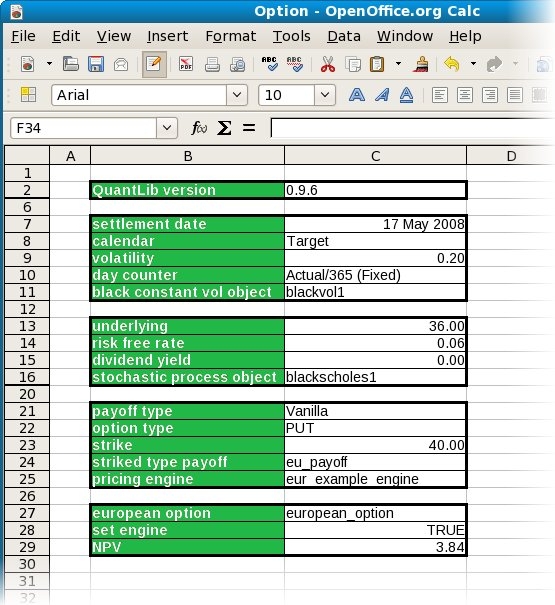 Option - OpenOffice.org Calc
File Edit View Insert Format Tools Data Window Help
PDF ABC ABC
Arial 10 A A A
F34 f(x) Σ =
A B C D
1
2 QuantLib version 0.9.6
6
7 settlement date 17 May 2008
8 calendar Target
9 volatility 0.20
10 day counter Actual/365 (Fixed)
11 black constant vol object blackvol1
12
13 underlying 36.00
14 risk free rate 0.06
15 dividend yield 0.00
16 stochastic process object blackscholes1
20
21 payoff type Vanilla
22 option type PUT
23 strike 40.00
24 striked type payoff eu_payoff
25 pricing engine eur_example_engine
26
27 european option european_option
28 set engine TRUE
29 NPV 3.84
30
31
32